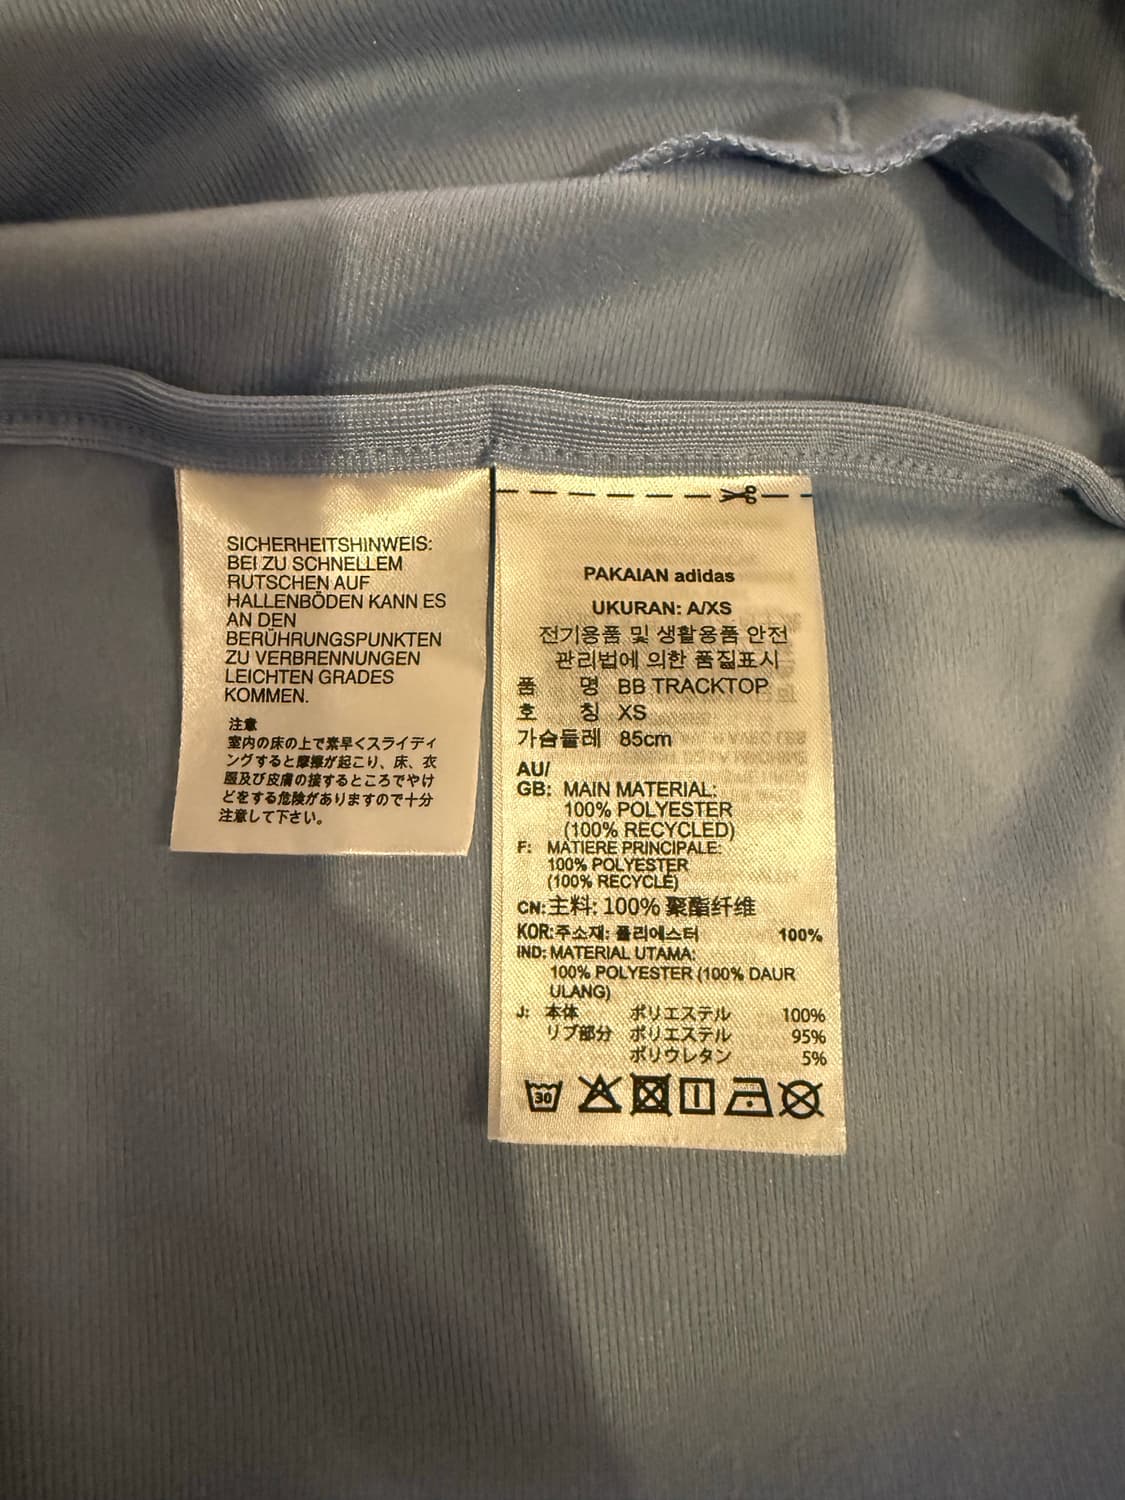 SICHERHEITSHINWEIS:
BEI ZU SCHNELLEM
RUTSCHEN AUF
HALLENBÖDEN KANN ES
AN DEN
BERÜHRUNGSPUNKTEN
ZU VERBRENNUNGEN
LEICHTEN GRADES
KOMMEN.
注意
室内の床の上で素早くスライディ
ングすると摩擦が起こり、床、衣
服及び皮膚の接するところでやけ
どをする危険がありますので十分
注意して下さい。
PAKAIAN adidas
UKURAN: A/XS
전기용품 및 생활용품 안전
관리법에 의한 품질표시
품 명 BB TRACKTOP
호 칭 XS
가슴둘레 85cm
AU/
GB: MAIN MATERIAL:
100% POLYESTER
(100% RECYCLED)
F: MATIERE PRINCIPALE:
100% POLYESTER
(100% RECYCLÉ)
CN: 主料: 100% 聚酯纤维
KOR: 주소재: 폴리에스터 100%
IND: MATERIAL UTAMA:
100% POLYESTER (100% DAUR
ULANG)
J: 本体 ポリエステル 100%
リブ部分 ポリエステル 95%
ポリウレタン 5%
30